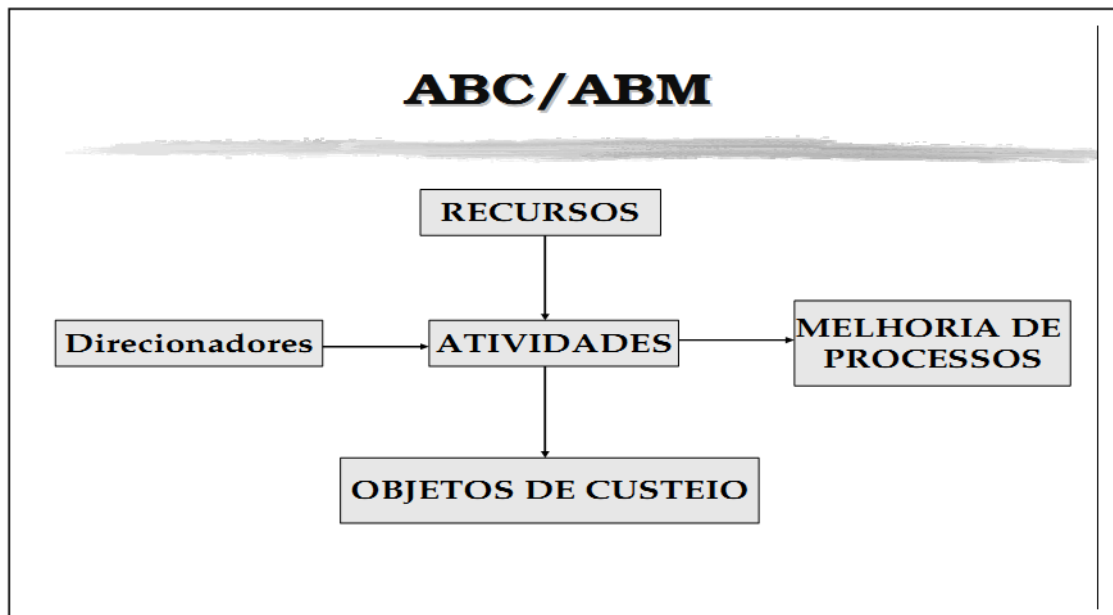 ABC/ABM
RECURSOS
Direcionadores
ATIVIDADES
MELHORIA DE
PROCESSOS
OBJETOS DE CUSTEIO